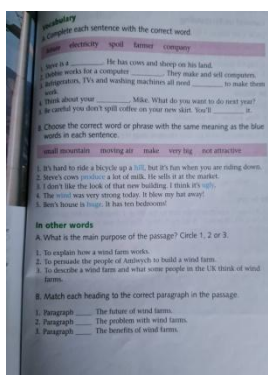 Vocabulary
A. Complete each sentence with the correct word.
future electricity spoil farmer company
1. Steve is a ________. He has cows and sheep on his land.
2. Debbie works for a computer ________. They make and sell computers.
3. Refrigerators, TVs and washing machines all need ________ to make them
work.
4. Think about your ________, Mike. What do you want to do next year?
5. Be careful you don't spill coffee on your new skirt. You'll ________ it.
B. Choose the correct word or phrase with the same meaning as the blue
words in each sentence.
small mountain moving air make very big not attractive
1. It's hard to ride a bicycle up a hill, but it's fun when you are riding down.
2. Steve's cows produce a lot of milk. He sells it at the market.
3. I don't like the look of that new building. I think it's ugly.
4. The wind was very strong today. It blew my hat away!
5. Ben's house is huge. It has ten bedrooms!
In other words
A. What is the main purpose of the passage? Circle 1, 2 or 3.
1. To explain how a wind farm works.
2. To persuade the people of Amlwych to build a wind farm.
3. To describe a wind farm and what some people in the UK think of wind
farms.
B. Match each heading to the correct paragraph in the passage.
1. Paragraph ____ The future of wind farms.
2. Paragraph ____ The problem with wind farms.
3. Paragraph ____ The benefits of wind farms.